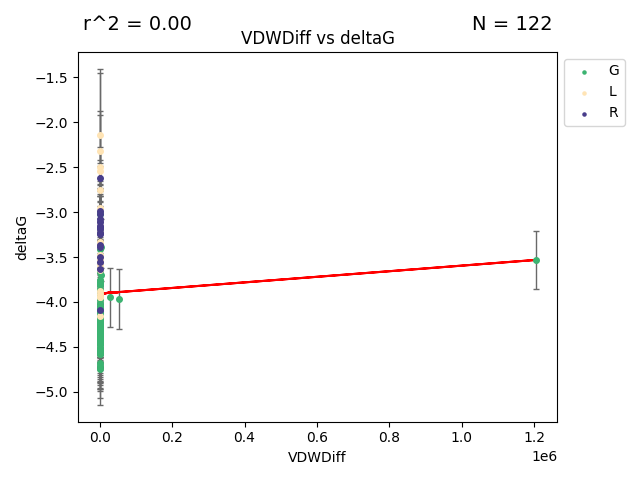 r^2 = 0.00
N = 122
VDWDiff vs deltaG
G
L
R
deltaG
−1.5
−2.0
−2.5
−3.0
−3.5
−4.0
−4.5
−5.0
0.0 0.2 0.4 0.6 0.8 1.0 1.2
1e6
VDWDiff